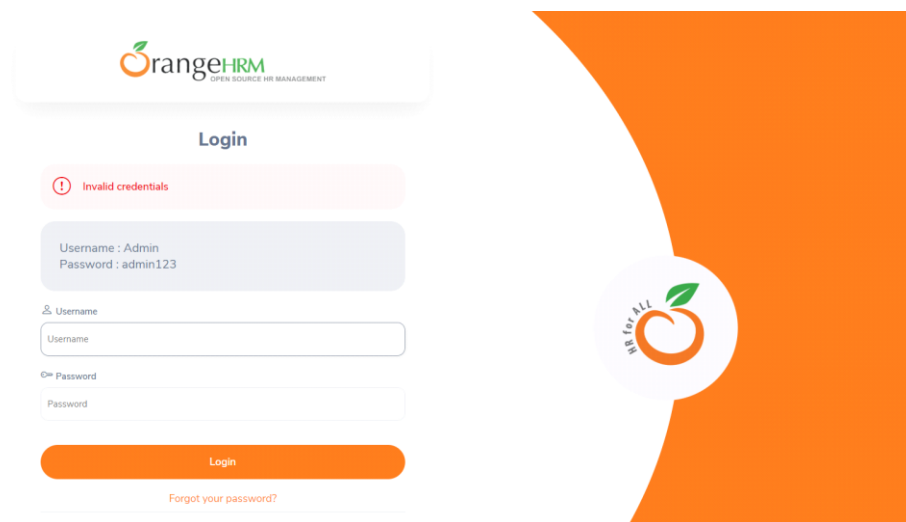 OrangeHRM
OPEN SOURCE HR MANAGEMENT
Login
Invalid credentials
Username : Admin
Password : admin123
Username
Username
Password
Password
Login
Forgot your password?
HR for ALL